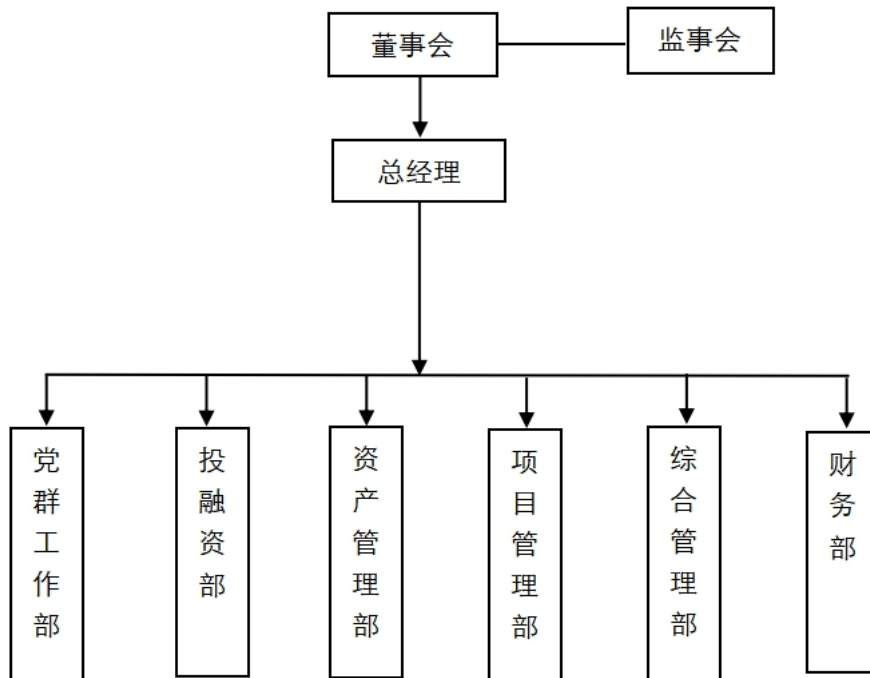 董事会
监事会
总经理
党群工作部
投融资部
资产管理部
项目管理部
综合管理部
财务部